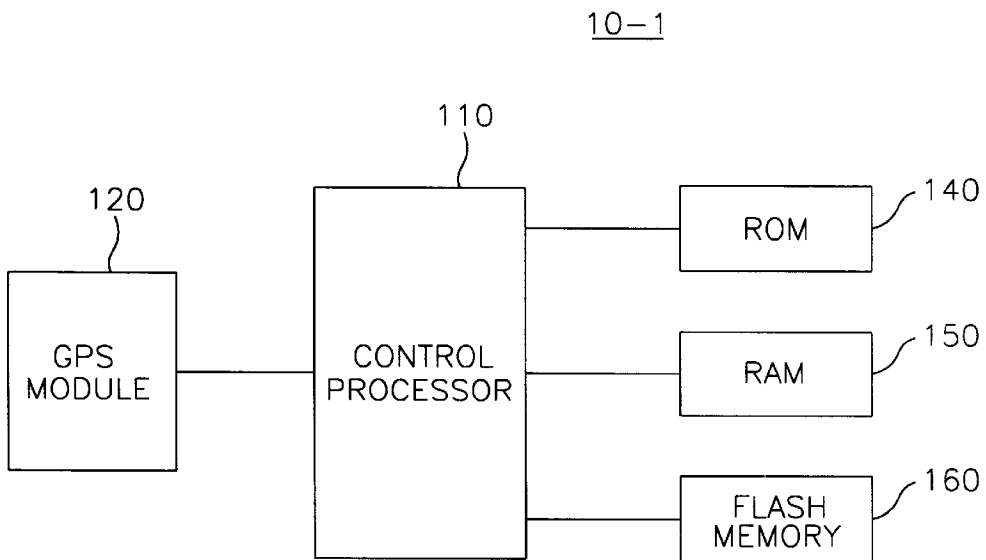 10-1
110
120
140
ROM
GPS
MODULE
CONTROL
PROCESSOR
150
RAM
160
FLASH
MEMORY